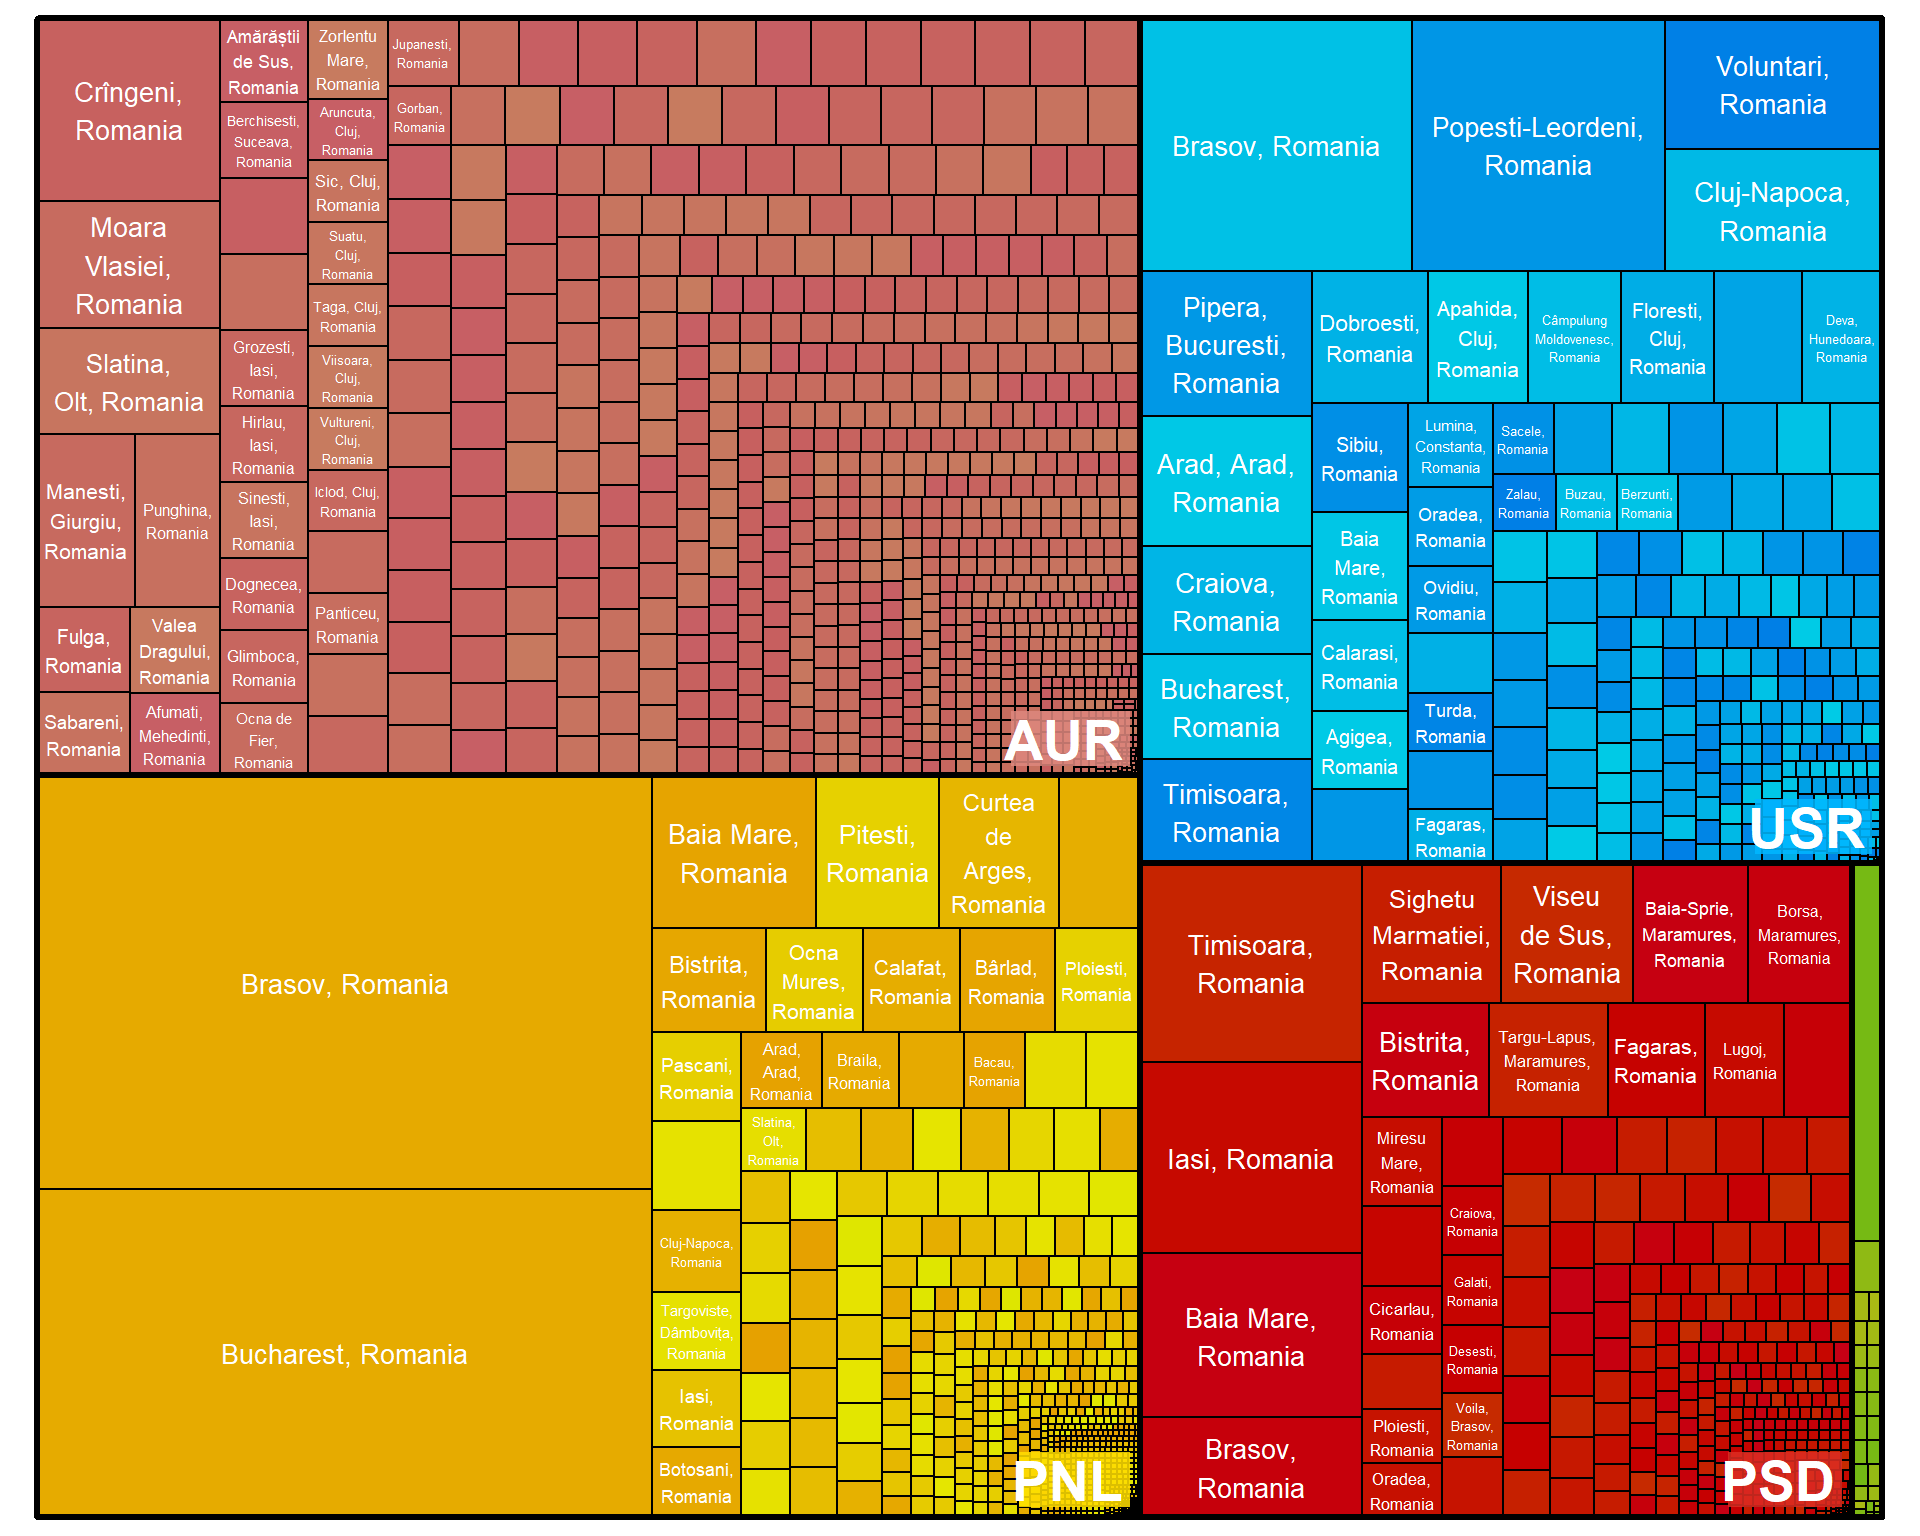 Crîngeni,
Romania
Moara
Vlasiei,
Romania
Slatina,
Olt, Romania
Manesti,
Giurgiu,
Romania
Punghina,
Romania
Fulga,
Romania
Valea
Dragului,
Romania
Sabareni,
Romania
Afumati,
Mehedinti,
Romania
Amărăștii
de Sus,
Romania
Berchisesti,
Suceava,
Romania
Grozesti,
Iasi,
Romania
Hirlau,
Iasi,
Romania
Sinesti,
Iasi,
Romania
Dognecea,
Romania
Glimboca,
Romania
Ocna de
Fier,
Romania
Zorlentu
Mare,
Romania
Aruncuta,
Cluj,
Romania
Sic, Cluj,
Romania
Suatu,
Cluj,
Romania
Taga, Cluj,
Romania
Viisoara,
Cluj,
Romania
Vultureni,
Cluj,
Romania
Iclod, Cluj,
Romania
Panticeu,
Romania
Jupanesti,
Romania
Gorban,
Romania
AUR
Brasov, Romania
Popesti-Leordeni,
Romania
Voluntari,
Romania
Cluj-Napoca,
Romania
Pipera,
Bucuresti,
Romania
Arad, Arad,
Romania
Craiova,
Romania
Bucharest,
Romania
Timisoara,
Romania
Dobroesti,
Romania
Apahida,
Cluj,
Romania
Câmpulung
Moldovenesc,
Romania
Floresti,
Cluj,
Romania
Deva,
Hunedoara,
Romania
Sibiu,
Romania
Baia
Mare,
Romania
Calarasi,
Romania
Agigea,
Romania
Lumina,
Constanta,
Romania
Oradea,
Romania
Ovidiu,
Romania
Turda,
Romania
Fagaras,
Romania
Sacele,
Romania
Zalau,
Romania
Buzau,
Romania
Berzunti,
Romania
USR
Brasov, Romania
Bucharest, Romania
Baia Mare,
Romania
Pitesti,
Romania
Curtea
de
Arges,
Romania
Bistrita,
Romania
Ocna
Mures,
Romania
Calafat,
Romania
Bârlad,
Romania
Ploiesti,
Romania
Pascani,
Romania
Arad,
Arad,
Romania
Braila,
Romania
Bacau,
Romania
Slatina,
Olt,
Romania
Cluj-Napoca,
Romania
Targoviste,
Dâmbovița,
Romania
Iasi,
Romania
Botosani,
Romania
PNL
Timisoara,
Romania
Iasi, Romania
Baia Mare,
Romania
Brasov,
Romania
Sighetu
Marmatiei,
Romania
Viseu
de Sus,
Romania
Baia-Sprie,
Maramures,
Romania
Borsa,
Maramures,
Romania
Bistrita,
Romania
Targu-Lapus,
Maramures,
Romania
Fagaras,
Romania
Lugoj,
Romania
Miresu
Mare,
Romania
Cicarlau,
Romania
Ploiesti,
Romania
Oradea,
Romania
Craiova,
Romania
Galati,
Romania
Desesti,
Romania
Voila,
Brasov,
Romania
PSD